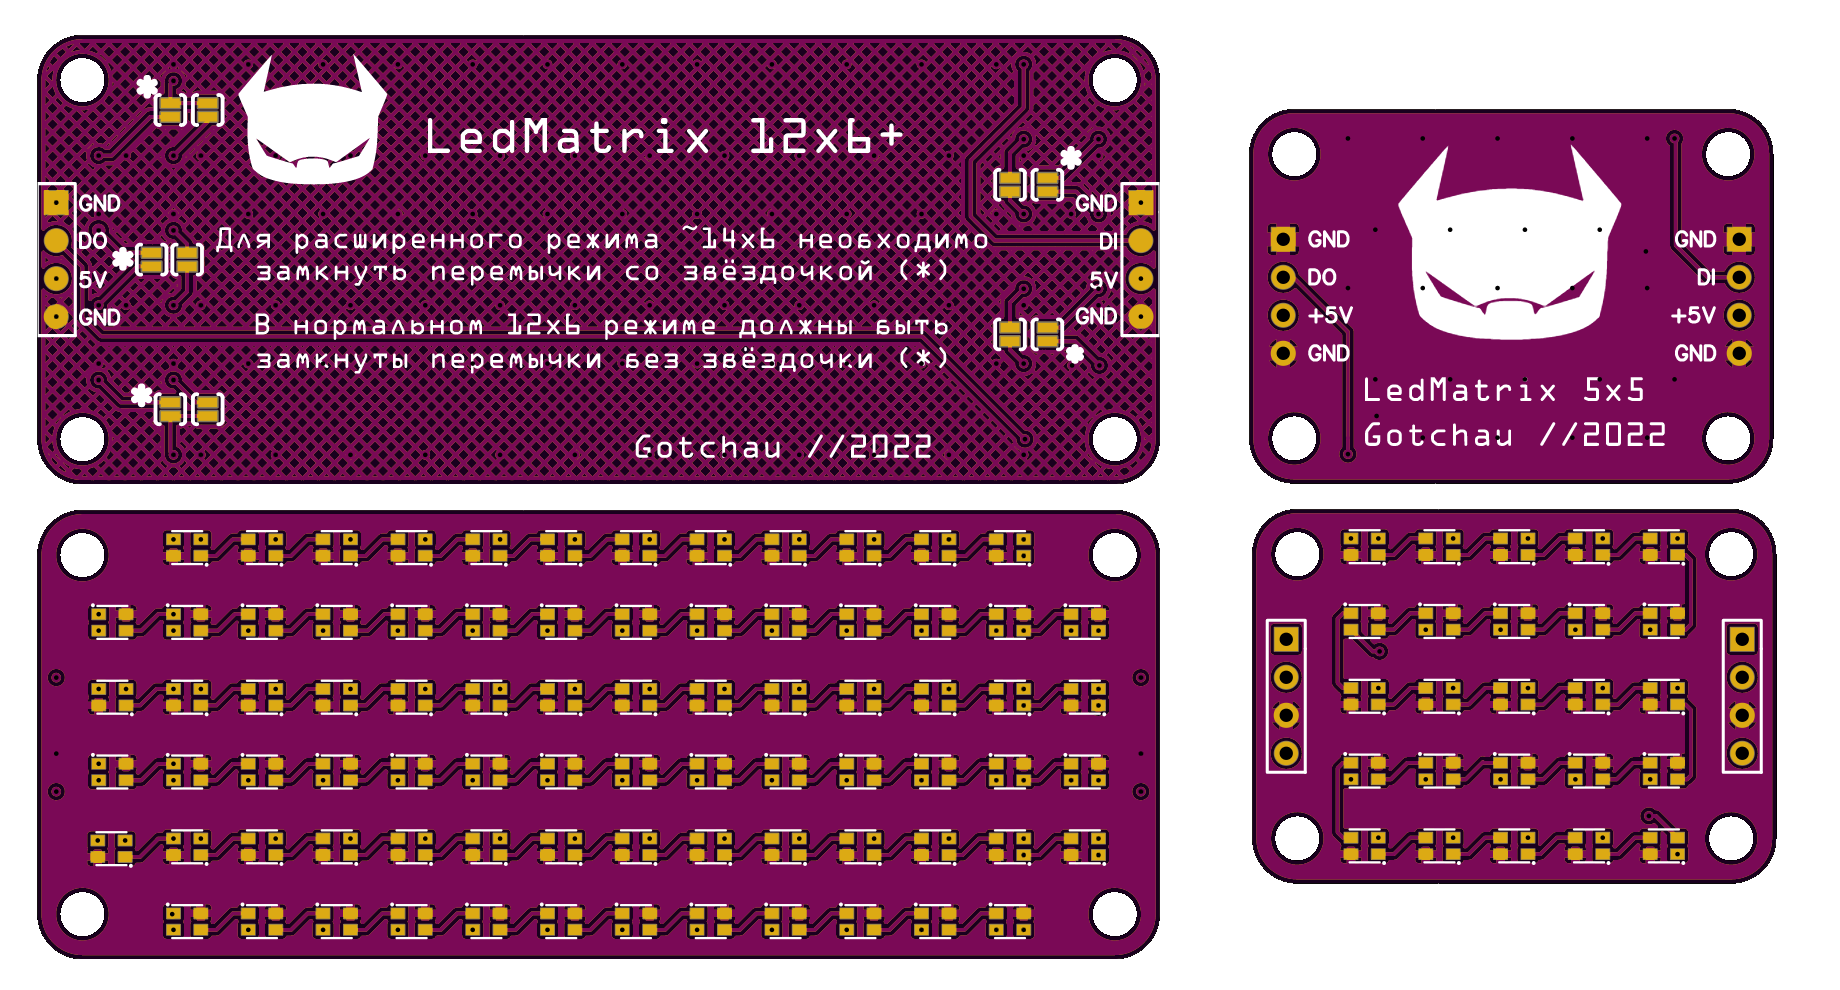 LedMatrix 12x6+
GND
DO
5V
GND
GND
DI
5V
GND
Для расширенного режима ~14x6 необходимо
замкнуть перемычки со звёздочкой (*)
В нормальном 12x6 режиме должны быть
замкнуты перемычки без звёздочки (*)
Gotchau //2022
GND
DO
+5V
GND
GND
DI
+5V
GND
LedMatrix 5x5
Gotchau //2022